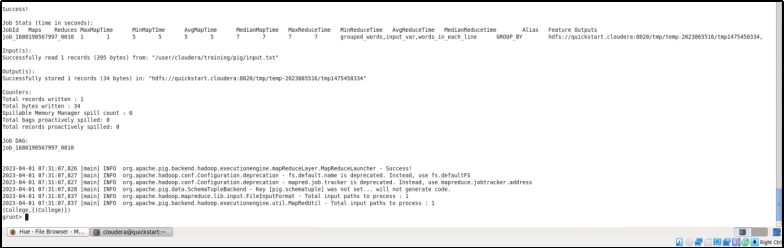 Success!
Job Stats (time in seconds):
JobId Maps Reduces MaxMapTime MinMapTime AvgMapTime MedianMapTime MaxReduceTime MinReduceTime AvgReduceTime MedianReducetime Alias Feature Outputs
job_1680190567997_0010 1 1 5 5 5 5 7 7 7 7 grouped_words,input_var,words_in_each_line GROUP_BY hdfs://quickstart.cloudera:8020/tmp/temp-2023865516/tmp1475450334,
Input(s):
Successfully read 1 records (395 bytes) from: "/user/cloudera/training/pig/input.txt"
Output(s):
Successfully stored 1 records (34 bytes) in: "hdfs://quickstart.cloudera:8020/tmp/temp-2023865516/tmp1475450334"
Counters:
Total records written : 1
Total bytes written : 34
Spillable Memory Manager spill count : 0
Total bags proactively spilled: 0
Total records proactively spilled: 0
Job DAG:
job_1680190567997_0010
2023-04-01 07:31:07,826 [main] INFO org.apache.pig.backend.hadoop.executionengine.mapReduceLayer.MapReduceLauncher - Success!
2023-04-01 07:31:07,827 [main] INFO org.apache.hadoop.conf.Configuration.deprecation - fs.default.name is deprecated. Instead, use fs.defaultFS
2023-04-01 07:31:07,827 [main] INFO org.apache.hadoop.conf.Configuration.deprecation - mapred.job.tracker is deprecated. Instead, use mapreduce.jobtracker.address
2023-04-01 07:31:07,828 [main] INFO org.apache.pig.data.SchemaTupleBackend - Key [pig.schematuple] was not set... will not generate code.
2023-04-01 07:31:07,837 [main] INFO org.apache.hadoop.mapreduce.lib.input.FileInputFormat - Total input paths to process : 1
2023-04-01 07:31:07,837 [main] INFO org.apache.pig.backend.hadoop.executionengine.util.MapRedUtil - Total input paths to process : 1
(College,{(College)})
grunt>
Hue - File Browser - M... cloudera@quickstart:~
Right Ctrl